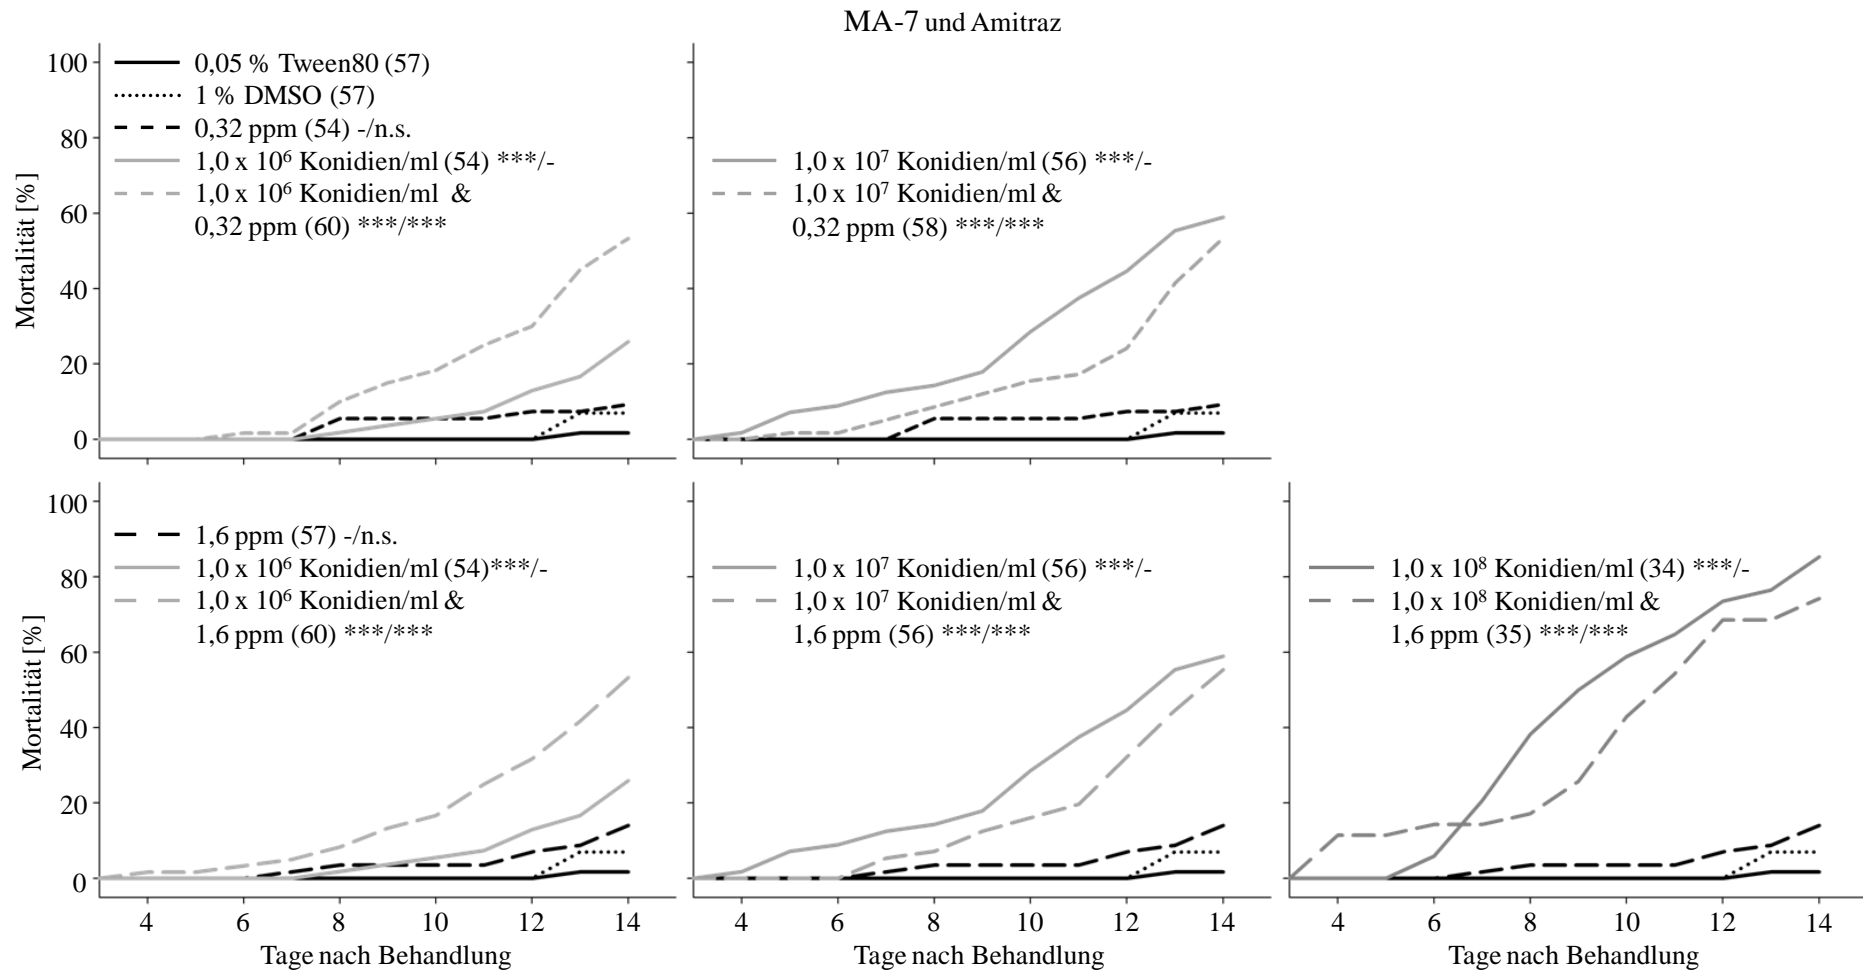 MA-7 und Amitraz
Mortalität [%]
100
80
60
40
20
0
0,05 % Tween80 (57)
1 % DMSO (57)
0,32 ppm (54) -/n.s.
1,0 x 10⁶ Konidien/ml (54) ***/-
1,0 x 10⁶ Konidien/ml &
0,32 ppm (60) ***/***
1,0 x 10⁷ Konidien/ml (56) ***/-
1,0 x 10⁷ Konidien/ml &
0,32 ppm (58) ***/***
Mortalität [%]
100
80
60
40
20
0
1,6 ppm (57) -/n.s.
1,0 x 10⁶ Konidien/ml (54)***/-
1,0 x 10⁶ Konidien/ml &
1,6 ppm (60) ***/***
1,0 x 10⁷ Konidien/ml (56) ***/-
1,0 x 10⁷ Konidien/ml &
1,6 ppm (56) ***/***
1,0 x 10⁸ Konidien/ml (34) ***/-
1,0 x 10⁸ Konidien/ml &
1,6 ppm (35) ***/***
4 6 8 10 12 14
4 6 8 10 12 14
4 6 8 10 12 14
Tage nach Behandlung
Tage nach Behandlung
Tage nach Behandlung